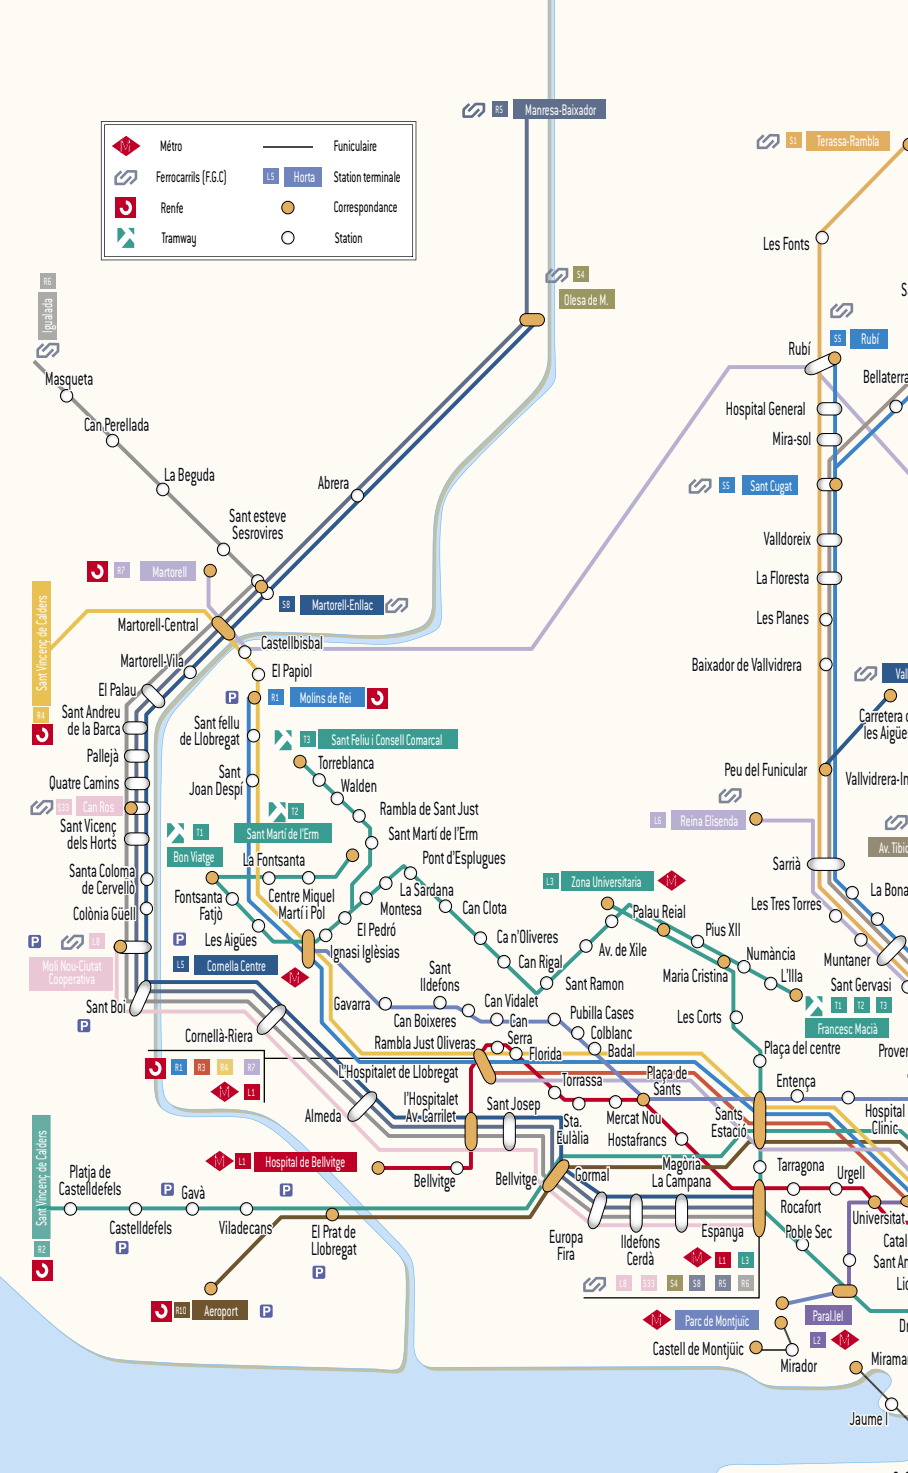 Manresa-Baixador
R5
Métro
Funiculaire
Ferrocarrils (F.G.C)
L5
Horta
Station terminale
Renfe
Correspondance
Tramway
Station
S1
Terassa-Rambla
Les Fonts
S4
Olesa de M.
R6
Igualada
Masqueta
Can Perellada
La Beguda
Sant esteve
Sesrovires
Abrera
S5
Rubí
Rubí
Bellaterra
Hospital General
Mira-sol
S5
Sant Cugat
Valldoreix
La Floresta
Les Planes
Baixador de Vallvidrera
R7
Martorell
S8
Martorell-Enllac
Sant Vincenç de Calders
R4
Martorell-Central
Castellbisbal
Martorell-Vila
El Papiol
El Palau
P
R1
Molins de Rei
Sant Andreu
de la Barca
Sant feliu
de Llobregat
T3
Sant Feliu i Consell Comarcal
Pallejà
Torreblanca
Quatre Camins
Sant
Joan Despí
Walden
S33
Can Ros
Rambla de Sant Just
T2
Sant Martí de l'Erm
Sant Martí de l'Erm
Sant Vicenç
dels Horts
T1
Bon Viatge
La Fontsanta
Pont d'Esplugues
Santa Coloma
de Cervellò
Centre Miquel
Martí i Pol
La Sardana
Montesa
Can Clota
Colònia Güell
Fontsanta
Fatjò
El Pedró
Ca n'Oliveres
Les Aigües
Ignasi Iglèsias
Can Rigal
P
L8
P
Moli Nou-Ciutat
Cooperativa
L5
Cornella Centre
Sant Ramon
Sant Boi
P
Gavarra
Sant
Ildefons
Can Boixeres
Can Vidalet
Can
Serra
Pubilla Cases
Colblanc
Badal
Cornellà-Riera
Rambla Just Oliveras
Florida
R1
R3
R4
R7
L1
L'Hospitalet de Llobregat
Torrassa
Plaça de
Sants
Almeda
l'Hospitalet
Av. Carrilet
Sant Josep
Sta.
Eulàlia
Mercat Nou
Hostafrancs
Sants
Estació
L3
Zona Universitaria
Palau Reial
Av. de Xile
Pius XII
Maria Cristina
Numància
L'Illa
Les Corts
T1
T2
T3
Francesc Macià
Plaça del centre
Entença
Hospital
Clínic
Peu del Funicular
Carretera
les Aigües
Vallvidrera-In
L6
Reina Elisenda
Av. Tibid
Sarrià
La Bona
Les Tres Torres
Muntaner
Sant Gervasi
Proven
L1
Hospital de Bellvitge
Bellvitge
Bellvitge
Gornal
Magòria
La Campana
Tarragona
Urgell
Rocafort
Universitat
Europa
Fira
Ildefons
Cerdà
Espanya
Poble Sec
L1
L3
L8
S33
S4
S8
R5
R6
Sant Vincenç de Calders
R2
Platja de
Castelldefels
P
Gavà
P
Castelldefels
P
Viladecans
El Prat de
Llobregat
P
R10
Aeroport
P
Parc de Montjuïc
Paral.lel
L2
Castell de Montjüic
Mirador
Miramar
Jaume I